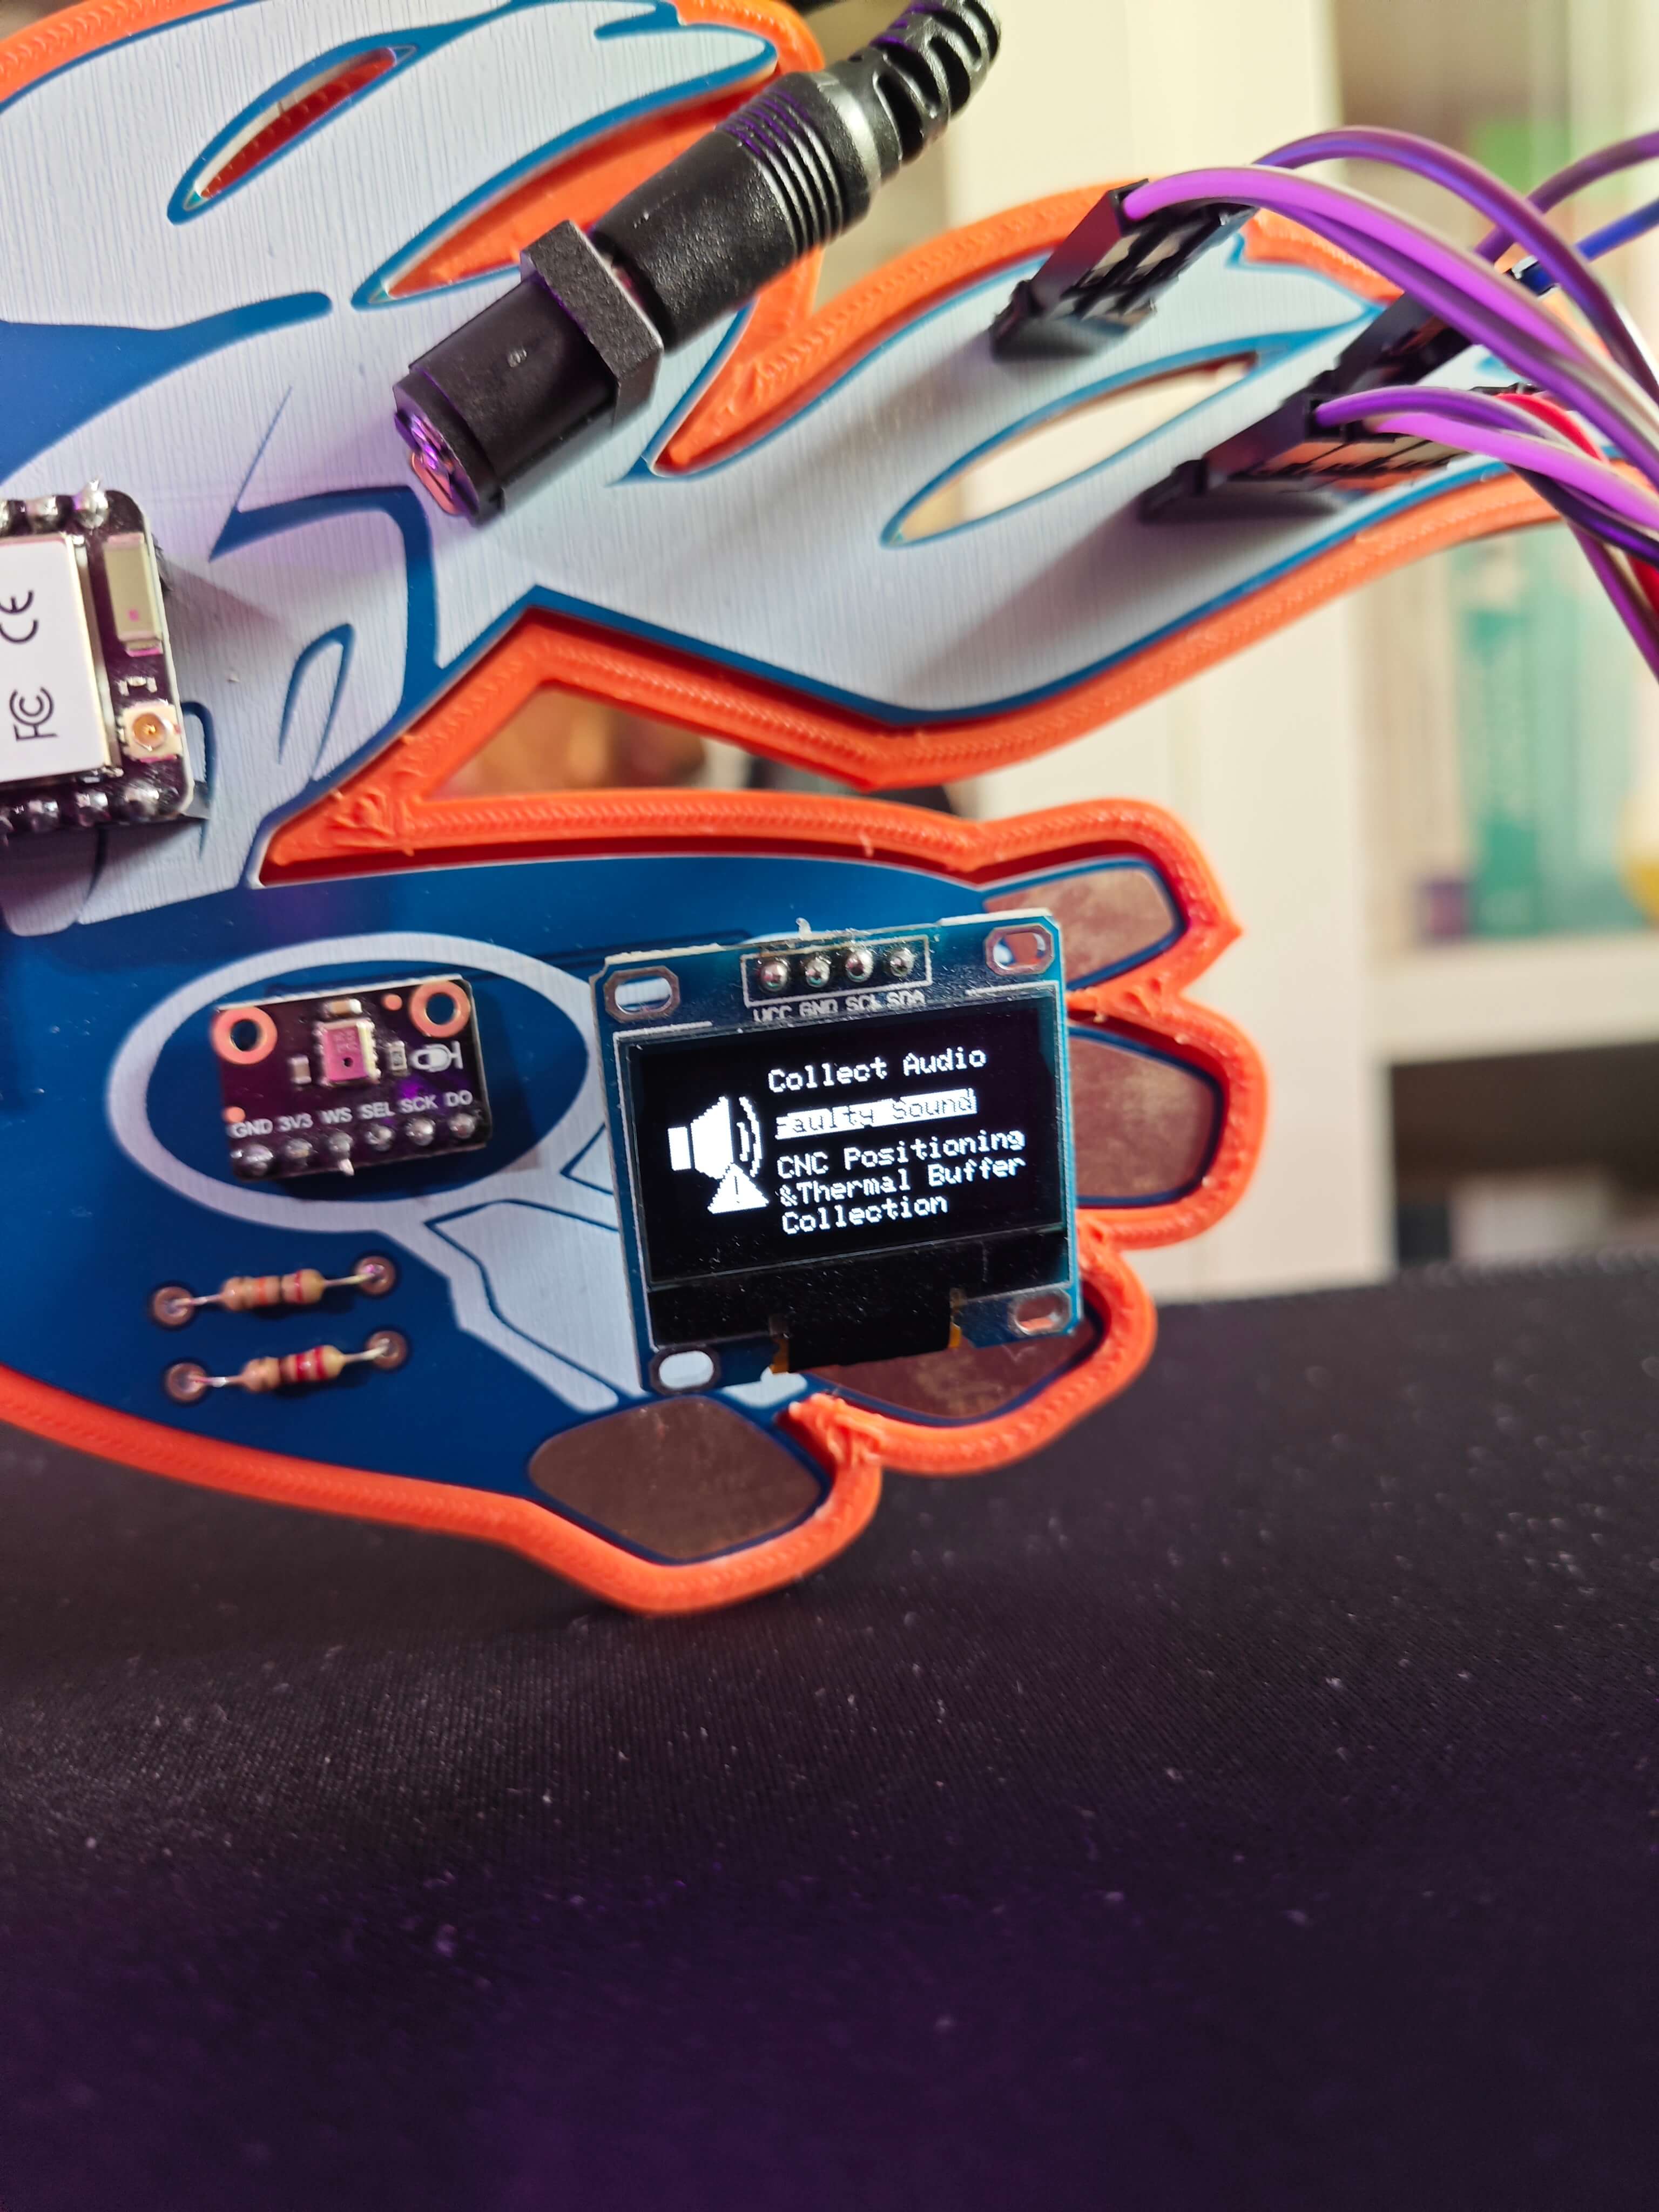 FC CE
GND 3V3 WS SEL SCK DO
VCC GND SCL SDA
Collect Audio
Faulty Sound
CNC Positioning
&Thermal Buffer
Collection